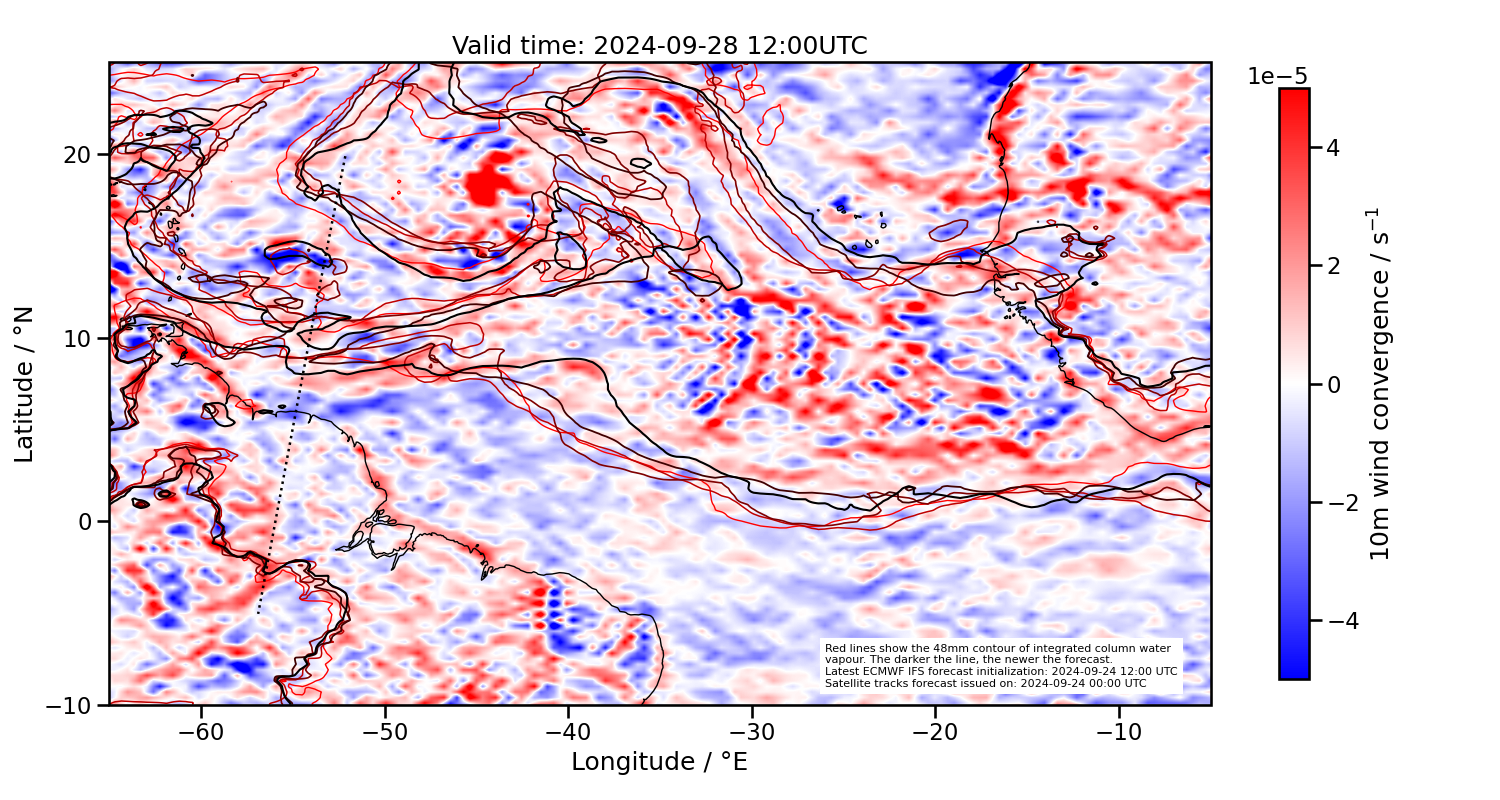 Valid time: 2024-09-28 12:00UTC
1e−5
20
10
0
−10
Latitude / °N
−60
−50
−40
−30
−20
−10
Longitude / °E
4
2
0
−2
−4
10m wind convergence / s⁻¹
Red lines show the 48mm contour of integrated column water
vapour. The darker the line, the newer the forecast.
Latest ECMWF IFS forecast initialization: 2024-09-24 12:00 UTC
Satellite tracks forecast issued on: 2024-09-24 00:00 UTC